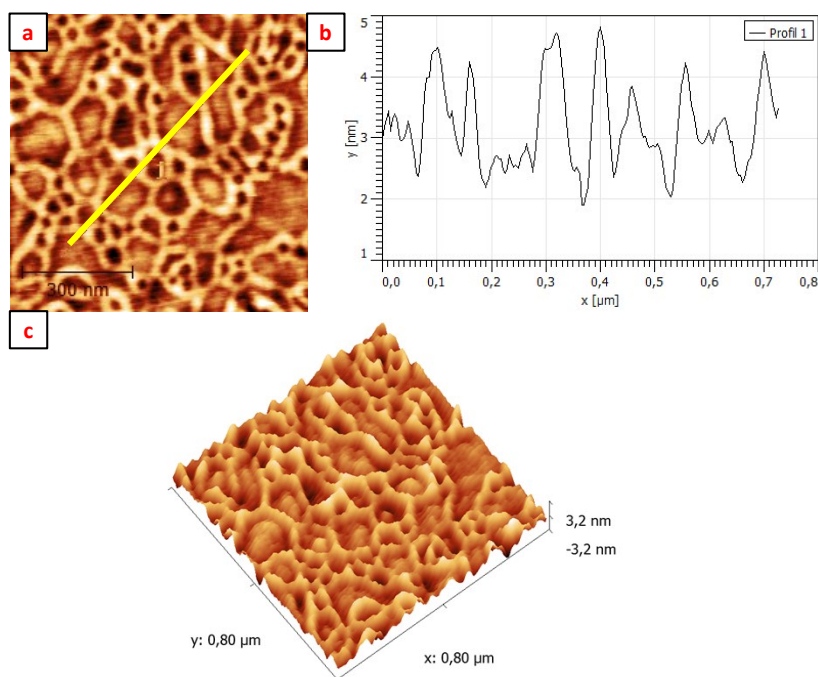 a
300 nm
b
5
4
3
2
1
y [nm]
Profil 1
0,0 0,1 0,2 0,3 0,4 0,5 0,6 0,7 0,8
x [µm]
c
3,2 nm
-3,2 nm
y: 0,80 µm
x: 0,80 µm